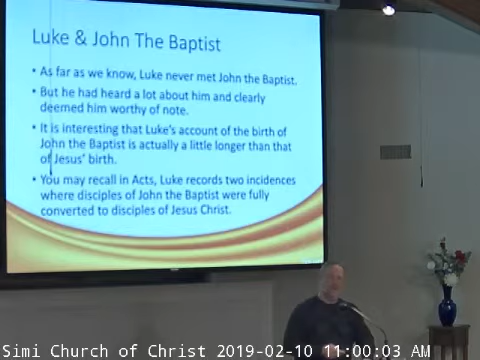 Luke & John The Baptist
• As far as we know, Luke never met John the Baptist.
• But he had heard a lot about him and clearly
deemed him worthy of note.
• It is interesting that Luke's account of the birth of
John the Baptist is actually a little longer than that
of Jesus' birth.
• You may recall in Acts, Luke records two incidences
where disciples of John the Baptist were fully
converted to disciples of Jesus Christ.
Simi Church of Christ 2019-02-10 11:00:03 AM